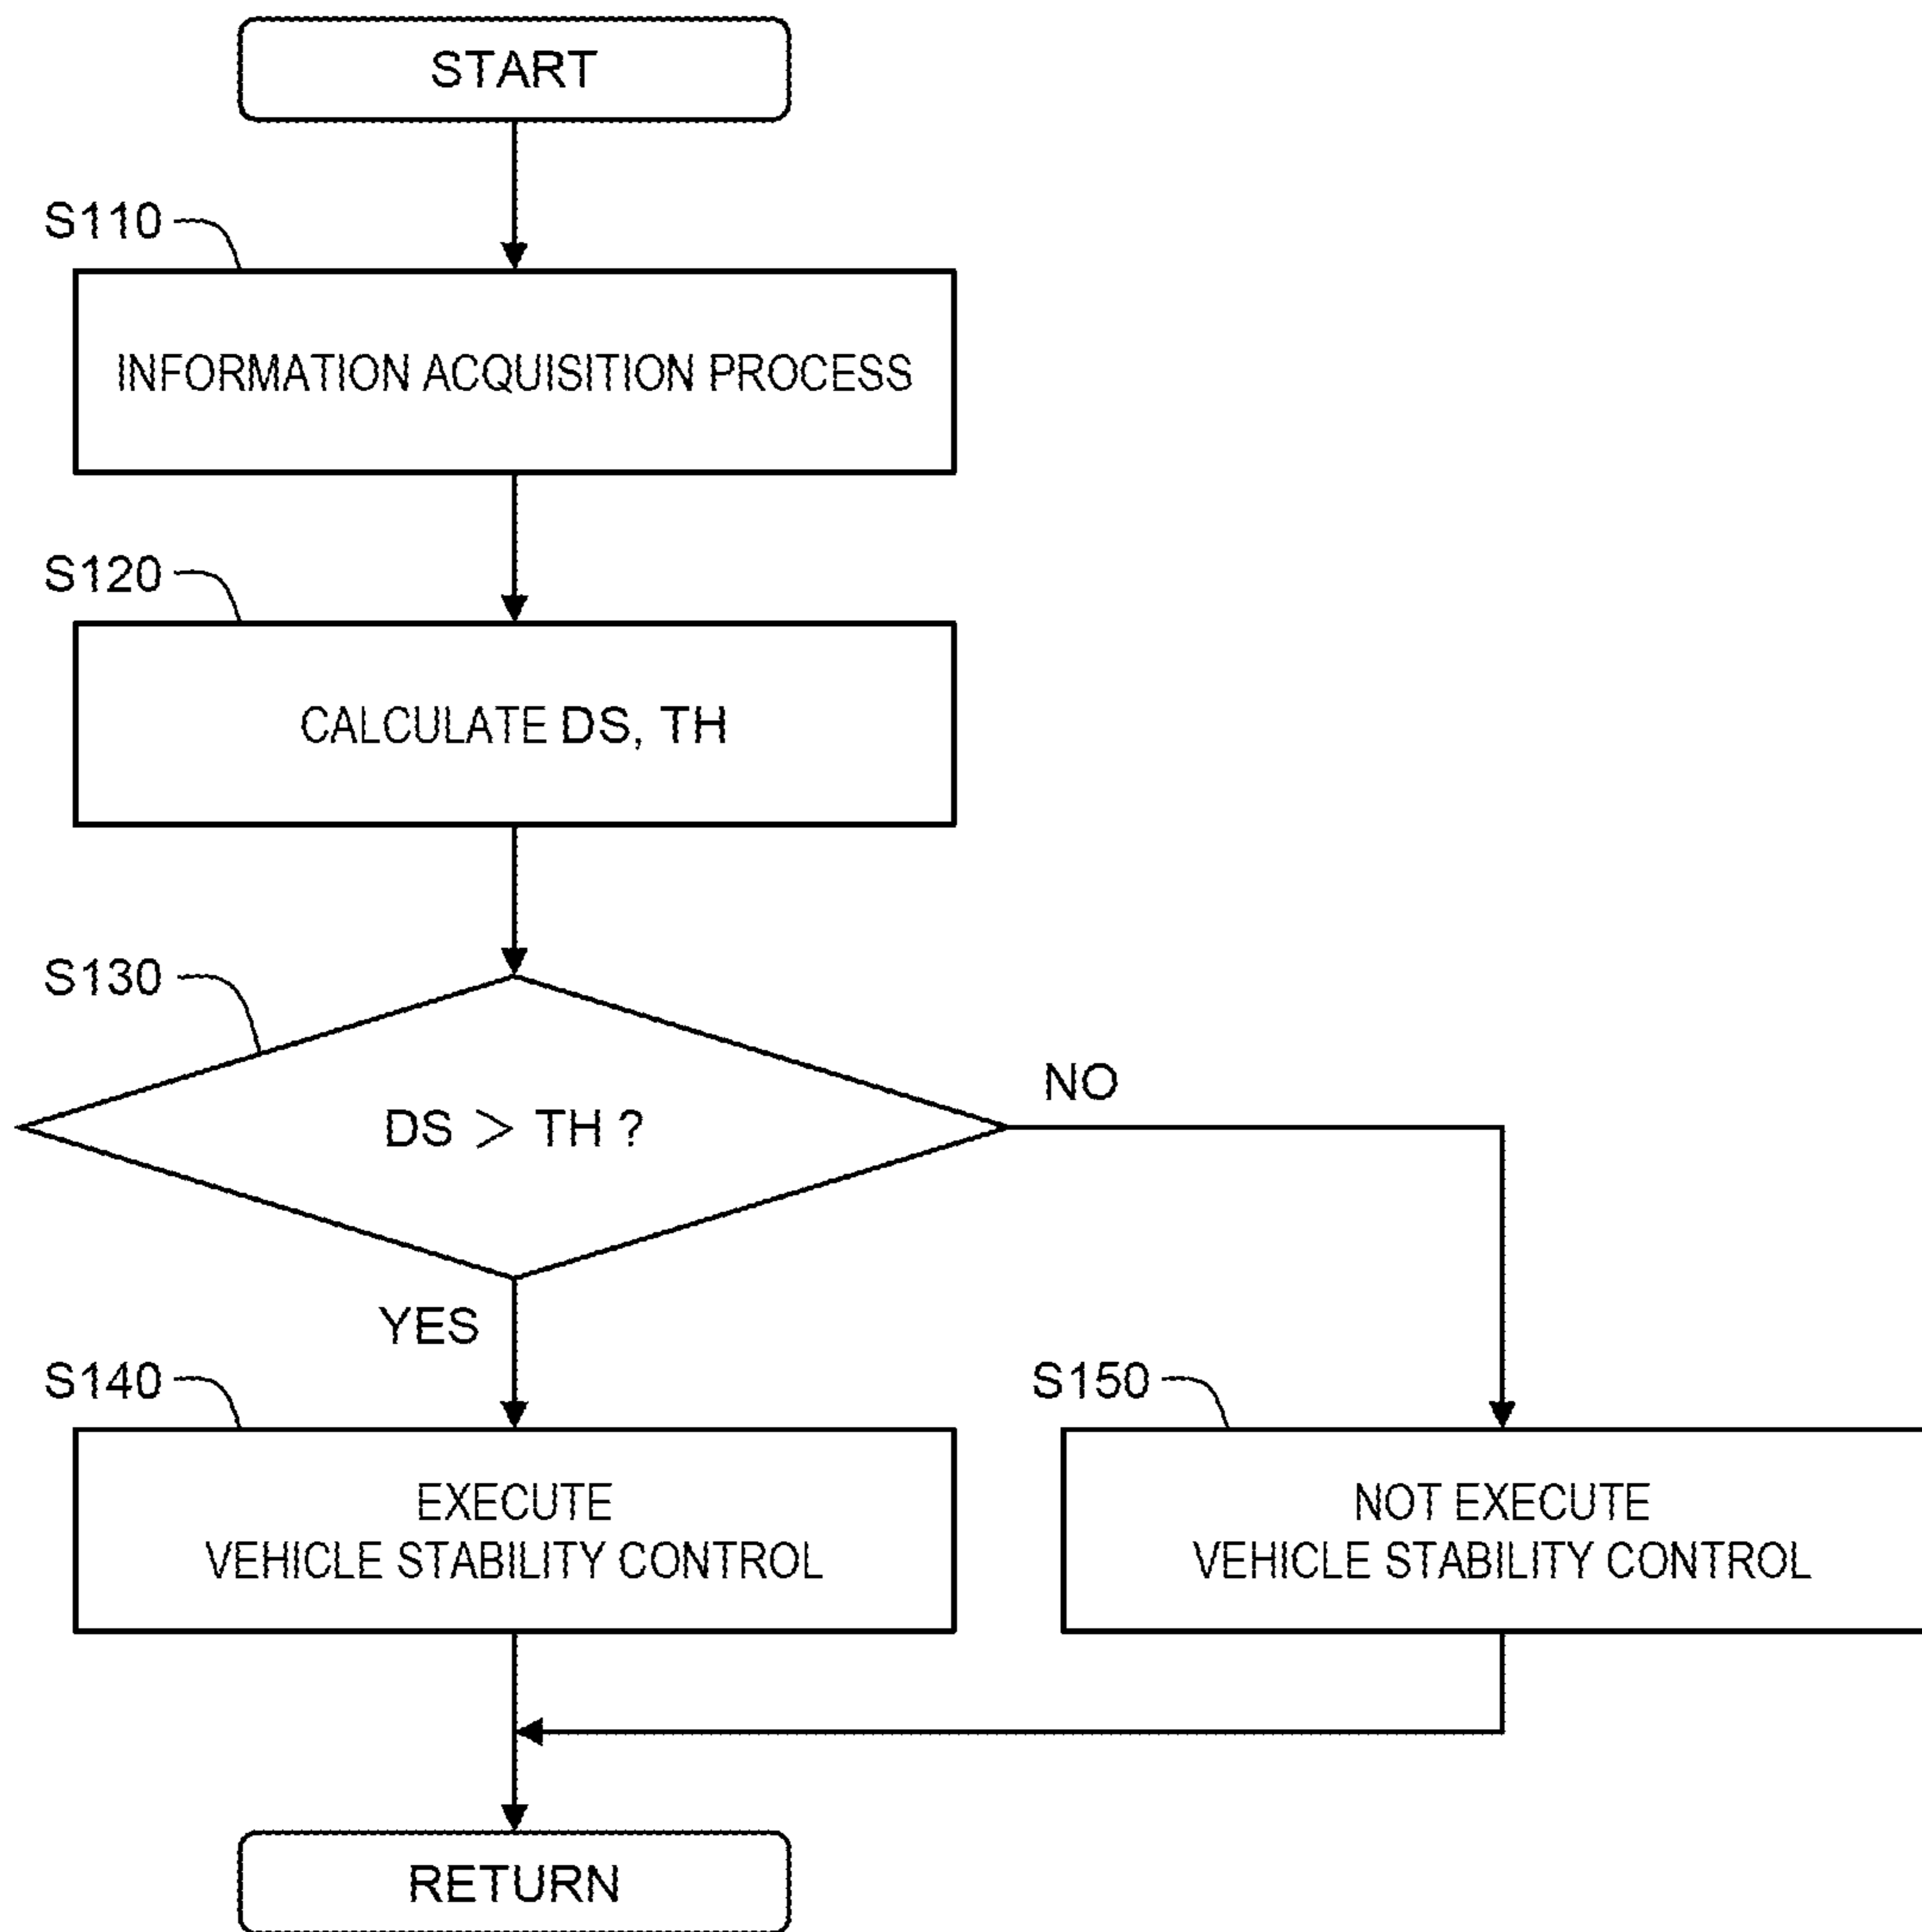 START
S110
INFORMATION ACQUISITION PROCESS
S120
CALCULATE DS, TH
S130
DS > TH ?
NO
YES
S140
EXECUTE
VEHICLE STABILITY CONTROL
S150
NOT EXECUTE
VEHICLE STABILITY CONTROL
RETURN